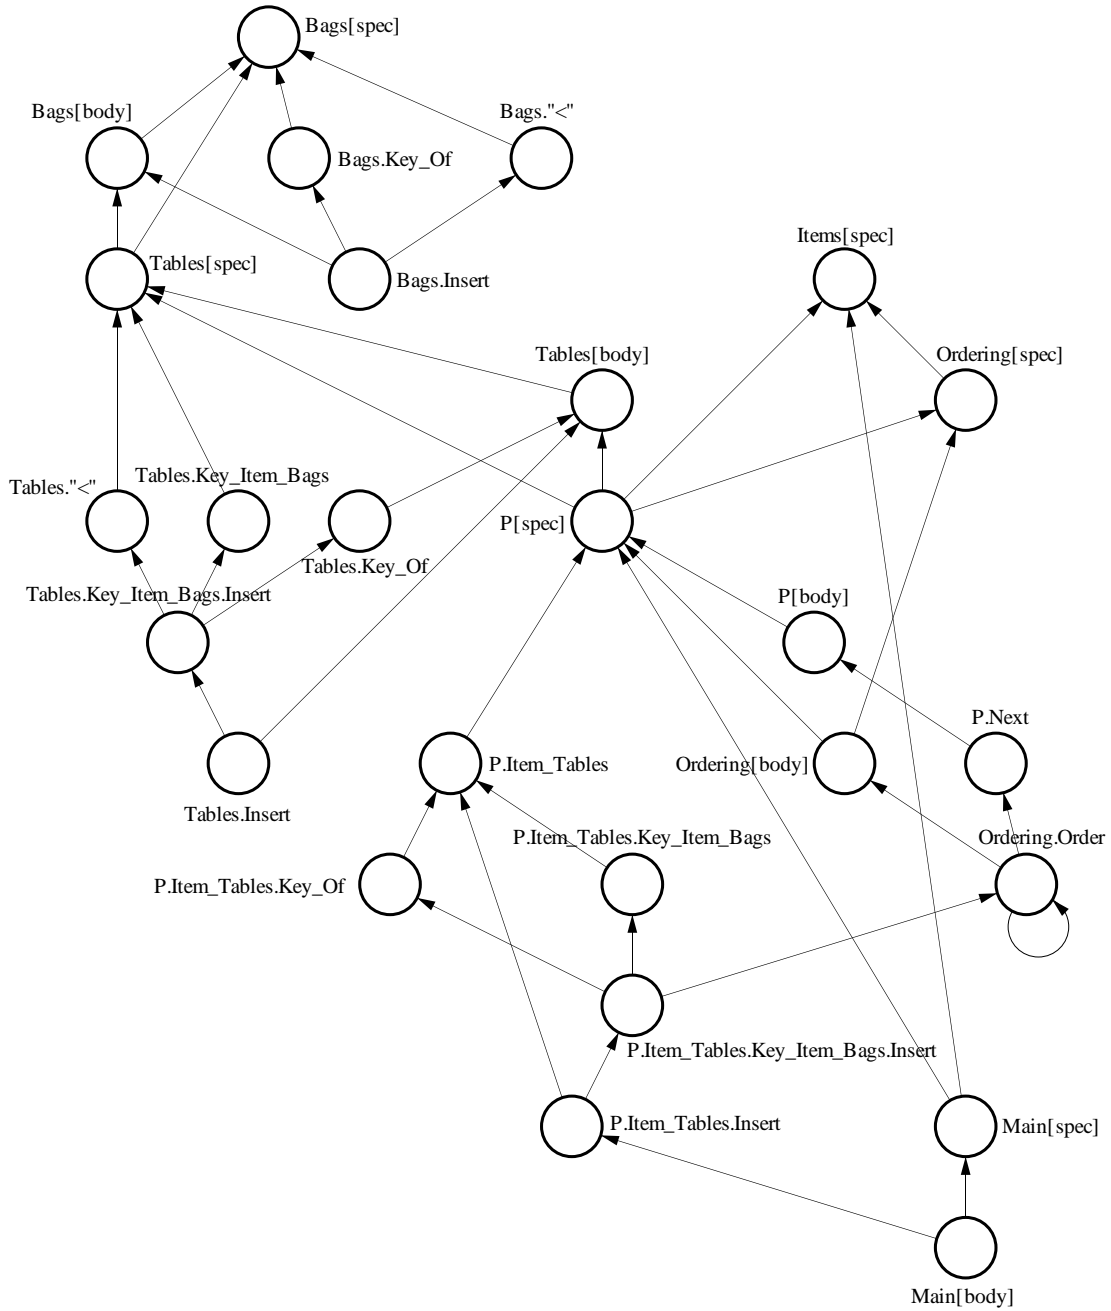 Bags[spec]
Bags[body]
Bags."<"
Bags.Key_Of
Items[spec]
Tables[spec]
Bags.Insert
Tables[body]
Ordering[spec]
Tables.Key_Item_Bags
Tables."<"
P[spec]
Tables.Key_Of
Tables.Key_Item_Bags.Insert
P[body]
P.Next
P.Item_Tables
Ordering[body]
Tables.Insert
P.Item_Tables.Key_Item_Bags
Ordering.Order
P.Item_Tables.Key_Of
P.Item_Tables.Key_Item_Bags.Insert
P.Item_Tables.Insert
Main[spec]
Main[body]